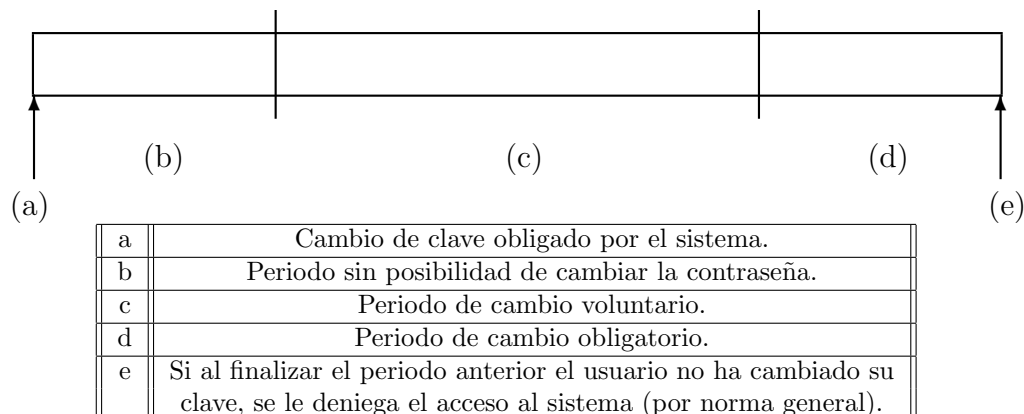 (b) (c) (d)
(a) (e)
a Cambio de clave obligado por el sistema.
b Periodo sin posibilidad de cambiar la contraseña.
c Periodo de cambio voluntario.
d Periodo de cambio obligatorio.
e Si al finalizar el periodo anterior el usuario no ha cambiado su
clave, se le deniega el acceso al sistema (por norma general).